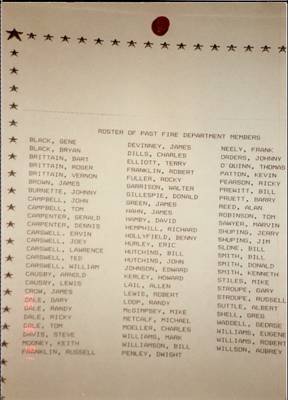 ROSTER OF PAST FIRE DEPARTMENT MEMBERS
BLACK, GENE
BLACK, BRYAN
BRITTAIN, BART
BRITTAIN, ROGER
BRITTAIN, VERNON
BROWN, JAMES
BURNETTE, JOHNNY
CAMPBELL, JOHN
CAMPBELL, TOM
CARPENTER, GERALD
CARPENTER, DENNIS
CARSWELL, ERVIN
CARSWELL, JOEY
CARSWELL, LAWRENCE
CARSWELL, TED
CARSWELL, WILLIAM
CAUSBY, ARNOLD
CAUSBY, LEWIS
CROW, JAMES
DALE, GARY
DALE, RANDY
DALE, RICKY
DALE, TOM
DAVIS, STEVE
MOONEY, KEITH
FRANKLIN, RUSSELL
DEVINNEY, JAMES
DILLS, CHARLES
ELLIOTT, TERRY
FRANKLIN, ROBERT
FULLER, ROCKY
GARRISON, WALTER
GILLESPIE, DONALD
GREEN, JAMES
HAHN, JAMES
HAMBY, DAVID
HEMPHILL, RICHARD
HOLLYFIELD, BENNY
HURLEY, ERIC
HUTCHINS, BILL
HUTCHINS, JOHN
JOHNSON, EDWARD
KERLEY, HOWARD
LAIL, ALLEN
LEWIS, ROBERT
LOOP, RANDY
McGIMPSEY, MIKE
METCALF, MICHAEL
MOELLER, CHARLES
WILLIAMS, MARK
WILLIAMSON, BILL
PENLEY, DWIGHT
NEELY, FRANK
ORDERS, JOHNNY
O'QUINN, THOMAS
PATTON, KEVIN
PEARSON, RICKY
PREWITT, BILL
PRUETT, BARRY
REED, ALAN
ROBINSON, TOM
SAWYER, MARVIN
SHUPING, JERRY
SHUPING, JIM
SLONE, BILL
SMITH, BILL
SMITH, DONALD
SMITH, KENNETH
STILES, MIKE
STROUPE, GARY
STROUPE, RUSSELL
SUTTLE, ALBERT
SHELL, GREG
WADDELL, GEORGE
WILLIAMS, EUGENE
WILLIAMS, ROBERT
WILLSON, AUBREY